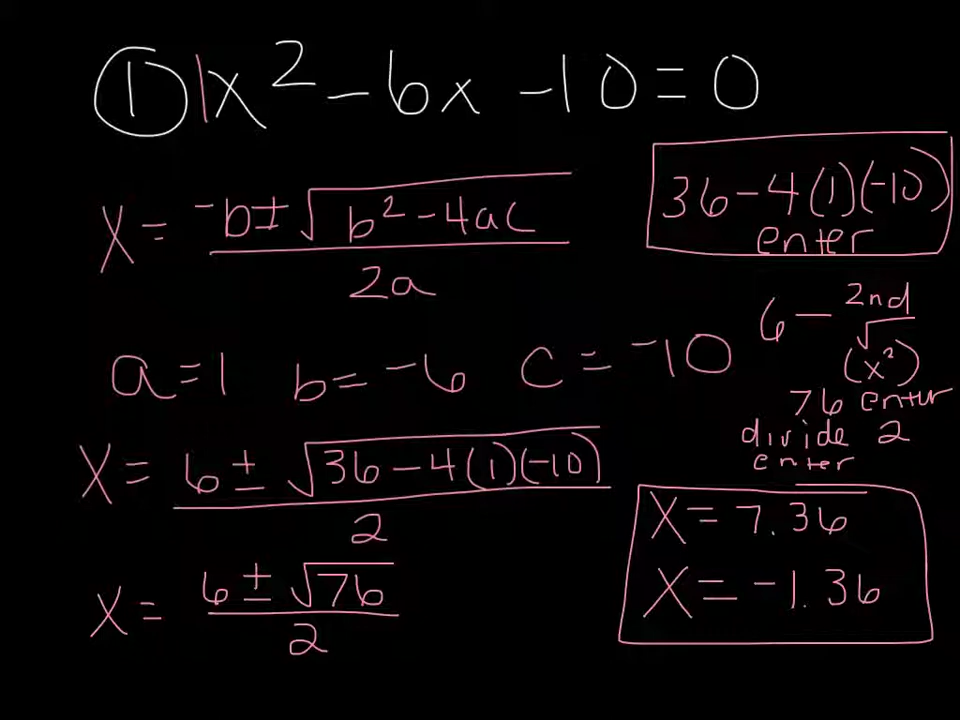 ① 1x² - 6x - 10 = 0
x = (-b ± √(b² - 4ac)) / 2a
36 - 4(1)(-10)
enter
a = 1 b = -6 c = -10
6 - 2nd
√
(x²)
76 enter
divide 2
enter
x = (6 ± √(36 - 4(1)(-10))) / 2
x = (6 ± √76) / 2
x = 7.36
x = -1.36